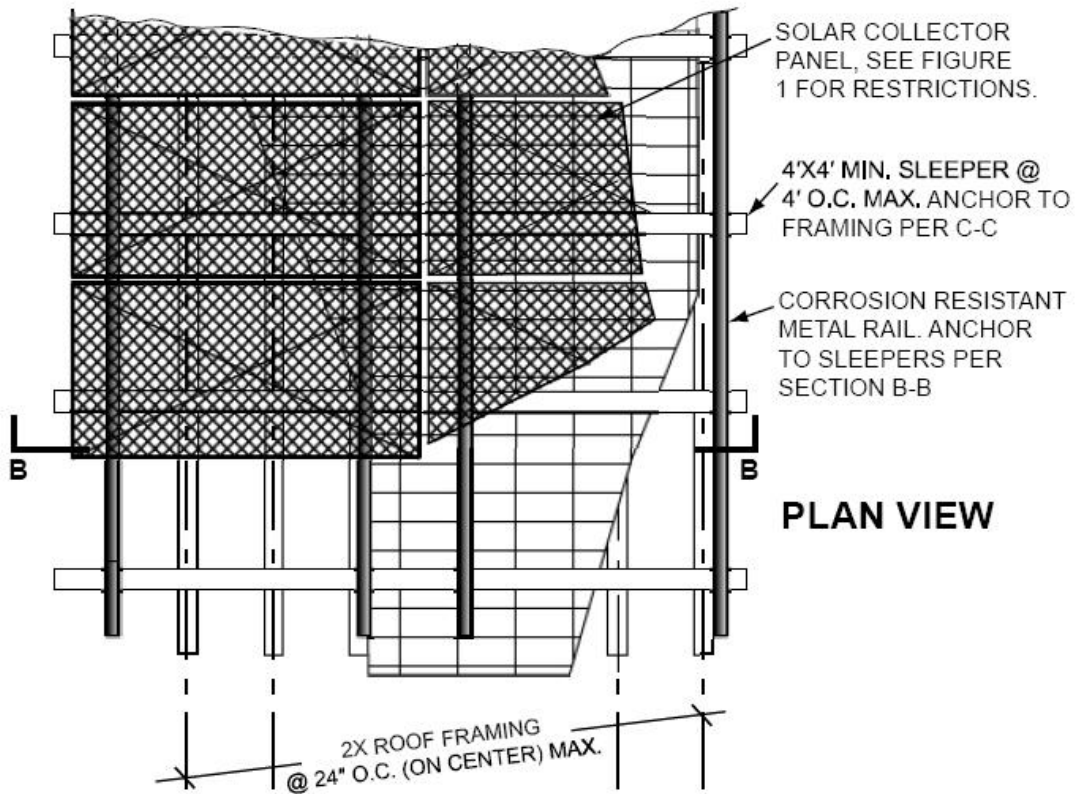 SOLAR COLLECTOR
PANEL, SEE FIGURE
1 FOR RESTRICTIONS.
4'X4' MIN. SLEEPER @
4' O.C. MAX. ANCHOR TO
FRAMING PER C-C
CORROSION RESISTANT
METAL RAIL. ANCHOR
TO SLEEPERS PER
SECTION B-B
B
B
PLAN VIEW
2X ROOF FRAMING
@ 24" O.C. (ON CENTER) MAX.